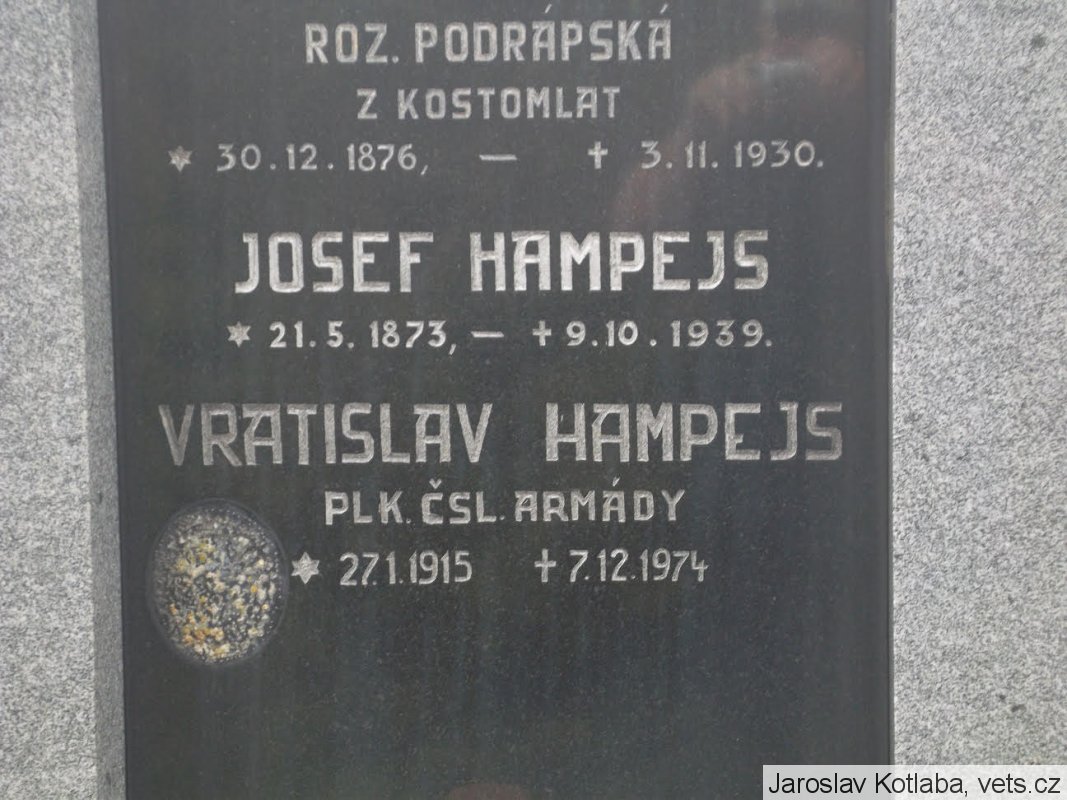 ROZ. PODRÁPSKÁ
Z KOSTOMLAT
* 30.12.1876, — † 3.11.1930.
JOSEF HAMPEJS
* 21.5.1873, — † 9.10.1939.
VRATISLAV HAMPEJS
PLK. ČSL. ARMÁDY
* 27.1.1915 † 7.12.1974
Jaroslav Kotlaba, vets.cz